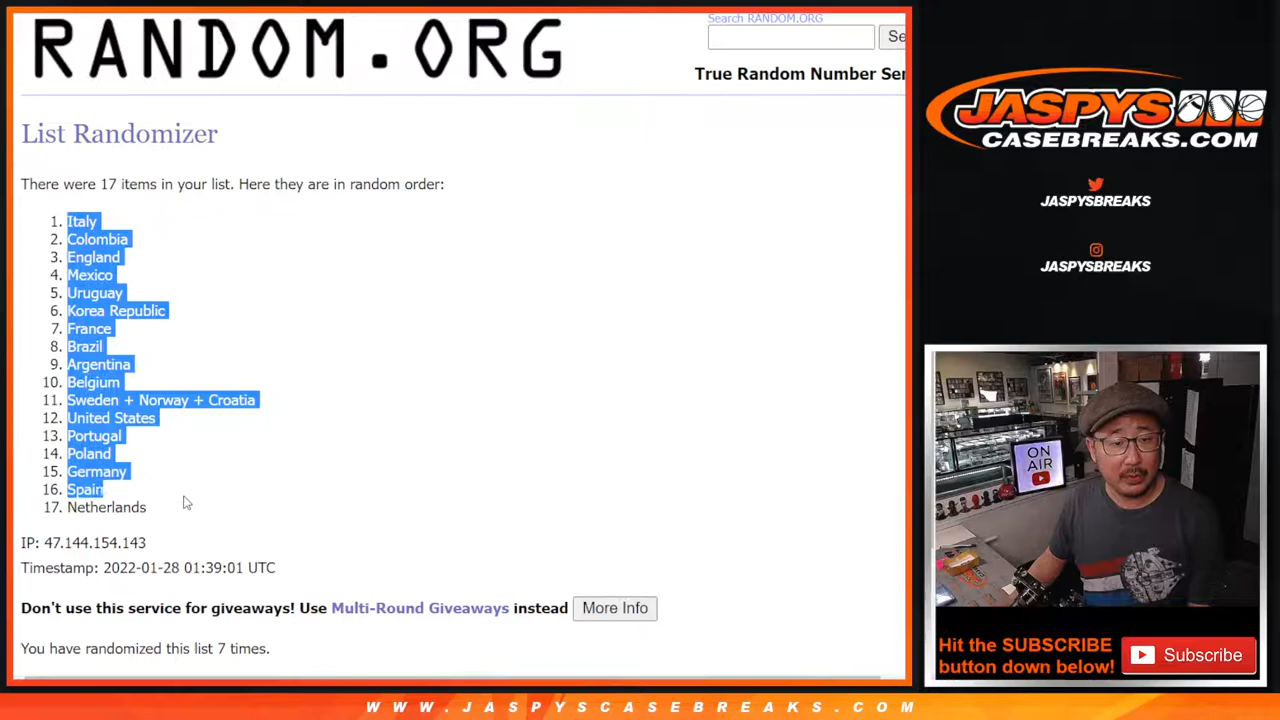 RANDOM.ORG
Search RANDOM.ORG
Se
True Random Number Ser
List Randomizer
There were 17 items in your list. Here they are in random order:
1. Italy
2. Colombia
3. England
4. Mexico
5. Uruguay
6. Korea Republic
7. France
8. Brazil
9. Argentina
10. Belgium
11. Sweden + Norway + Croatia
12. United States
13. Portugal
14. Poland
15. Germany
16. Spain
17. Netherlands
IP: 47.144.154.143
Timestamp: 2022-01-28 01:39:01 UTC
Don't use this service for giveaways! Use Multi-Round Giveaways instead More Info
You have randomized this list 7 times.
JASPYS
CASEBREAKS.COM
JASPYSBREAKS
JASPYSBREAKS
ON
AIR
Hit the SUBSCRIBE
button down below!
Subscribe
WWW.JASPYSCASEBREAKS.COM